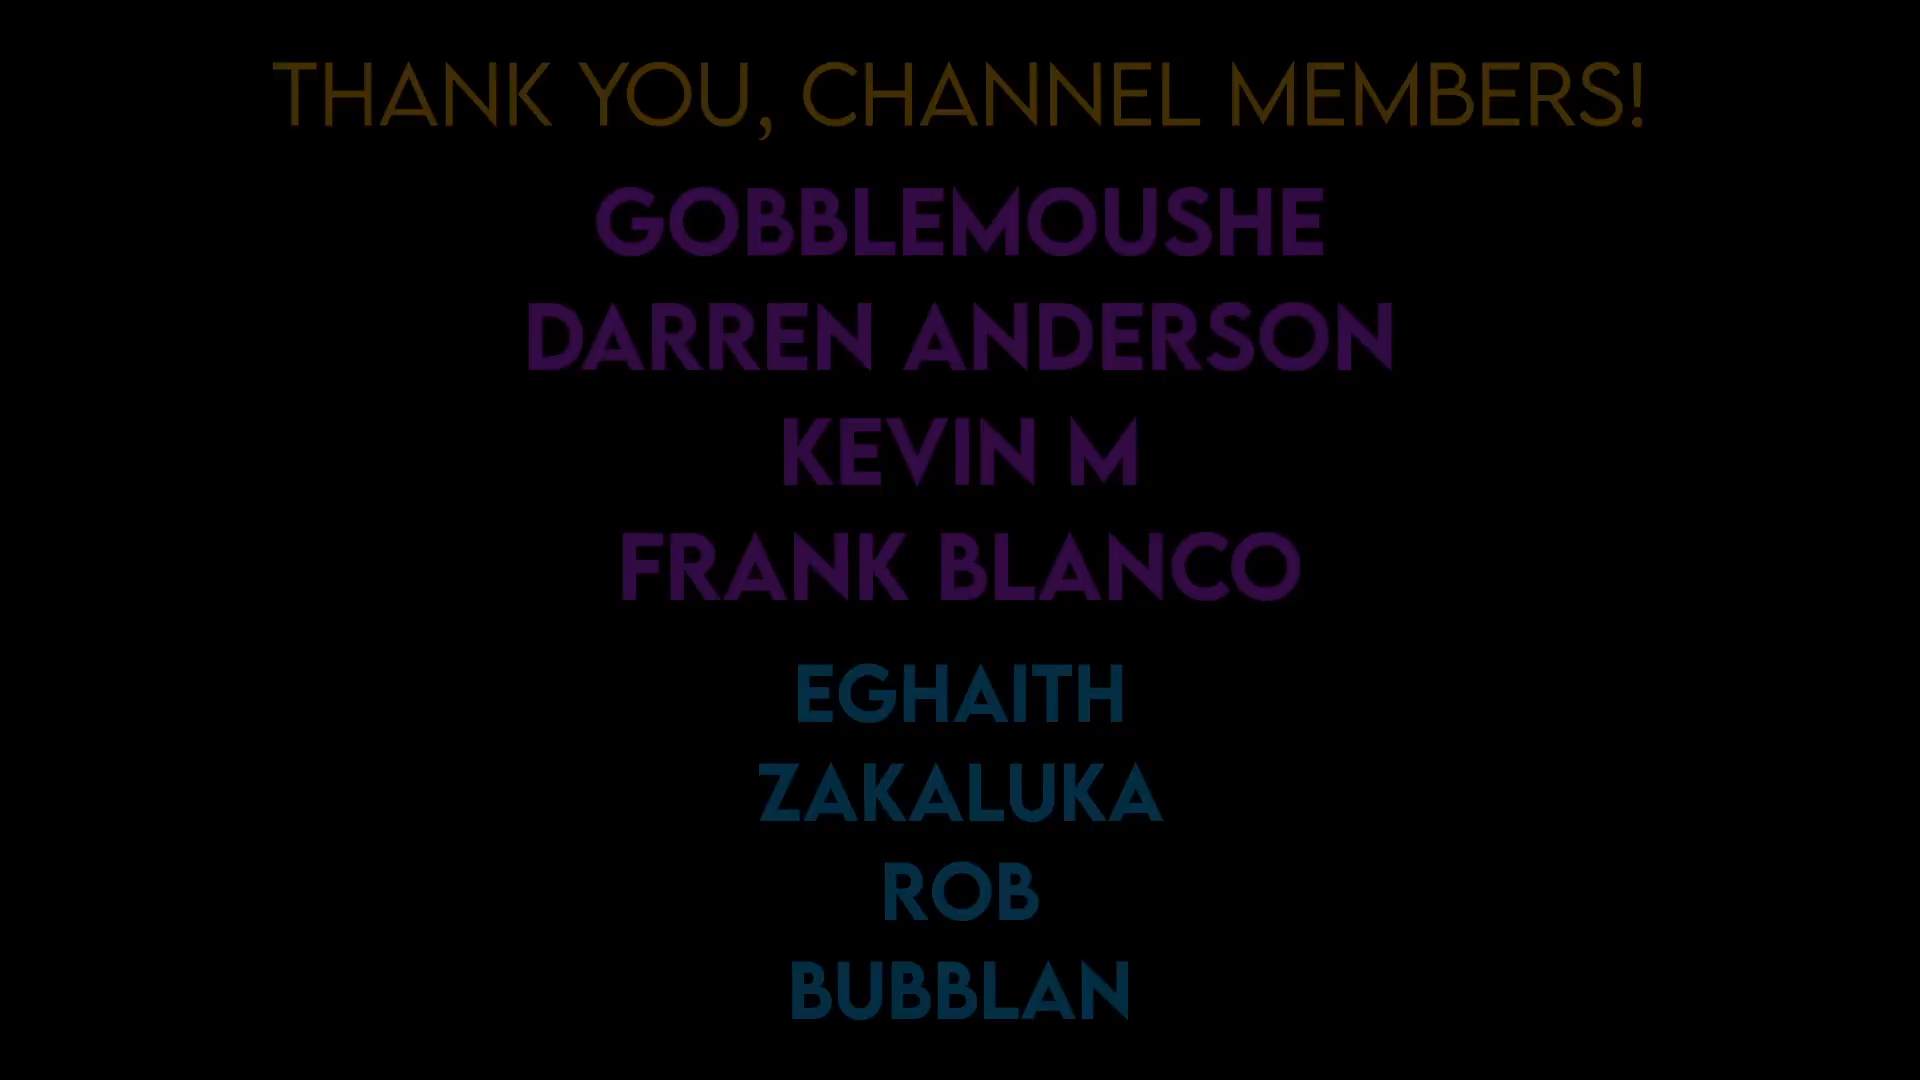 THANK YOU, CHANNEL MEMBERS!
GOBBLEMOUSHE
DARREN ANDERSON
KEVIN M
FRANK BLANCO
EGHAITH
ZAKALUKA
ROB
BUBBLAN